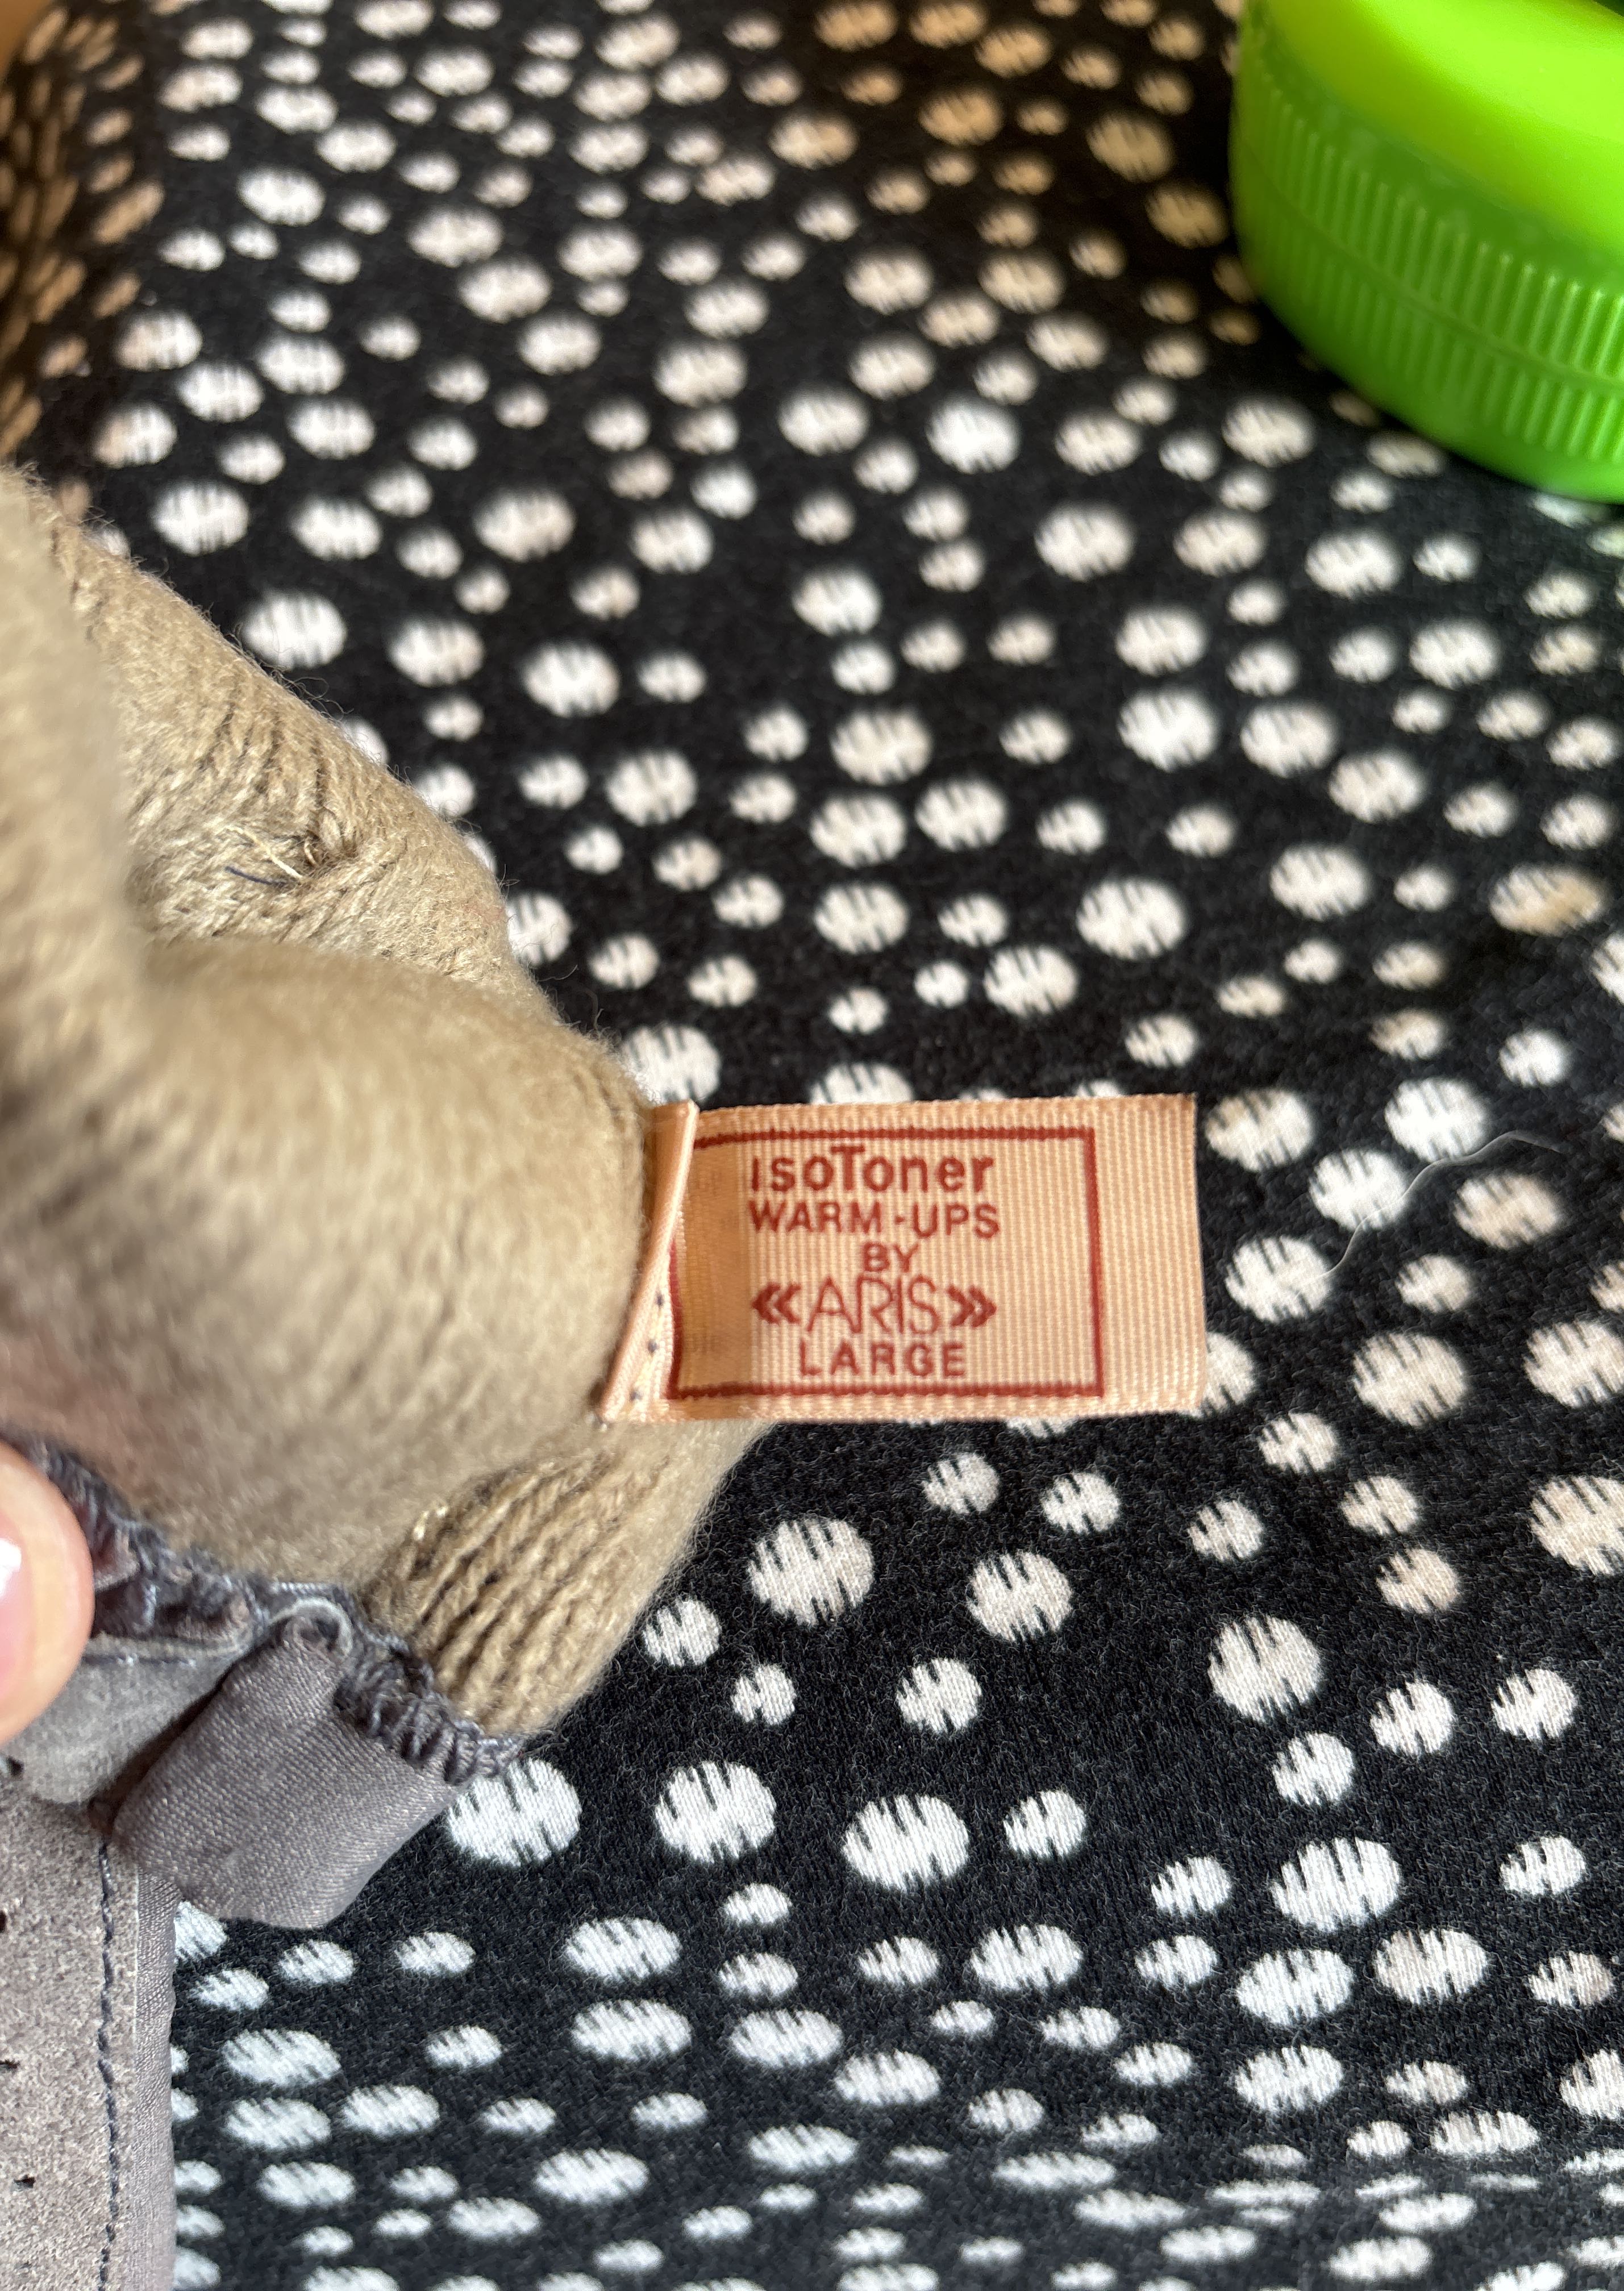 isoToner
WARM-UPS
BY
«ARIS»
LARGE